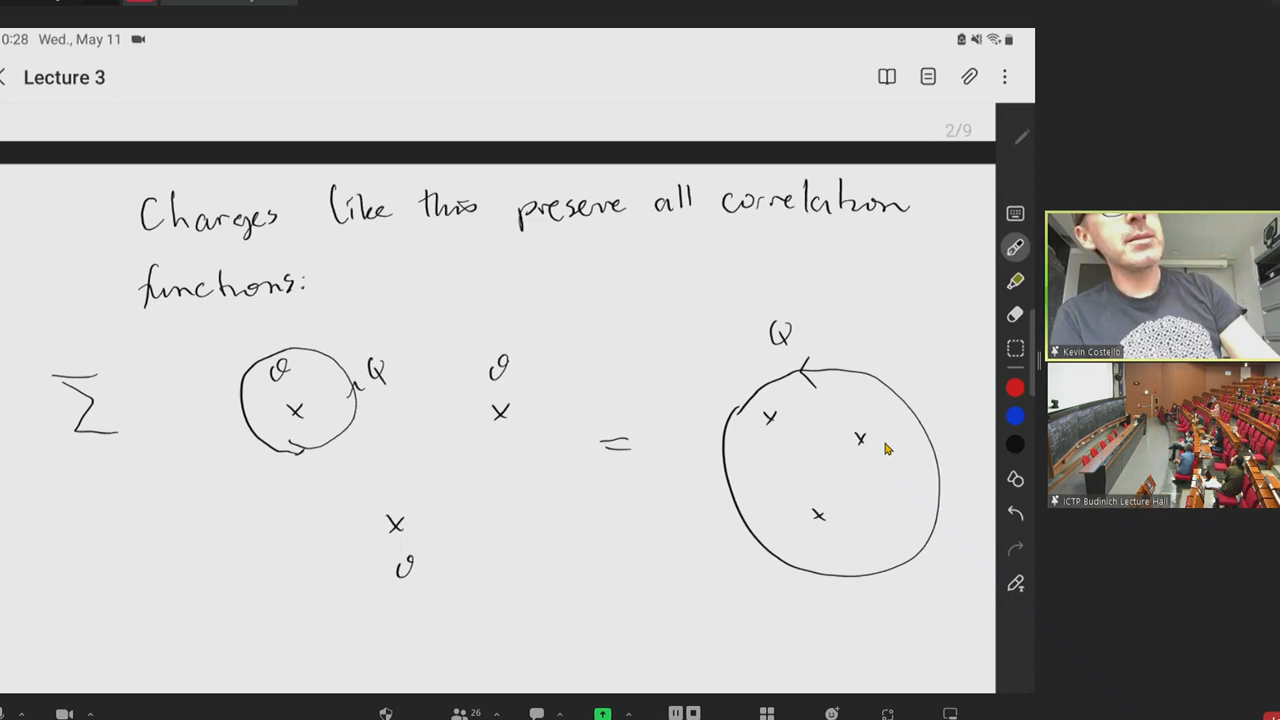 0:28 Wed., May 11
Lecture 3
2/9
Charges like this preserve all correlation
functions:
Q
Σ
O
Q
O
x
x
=
x
x
x
x
O
Kevin Costello
ICTP Budinich Lecture Hall
26